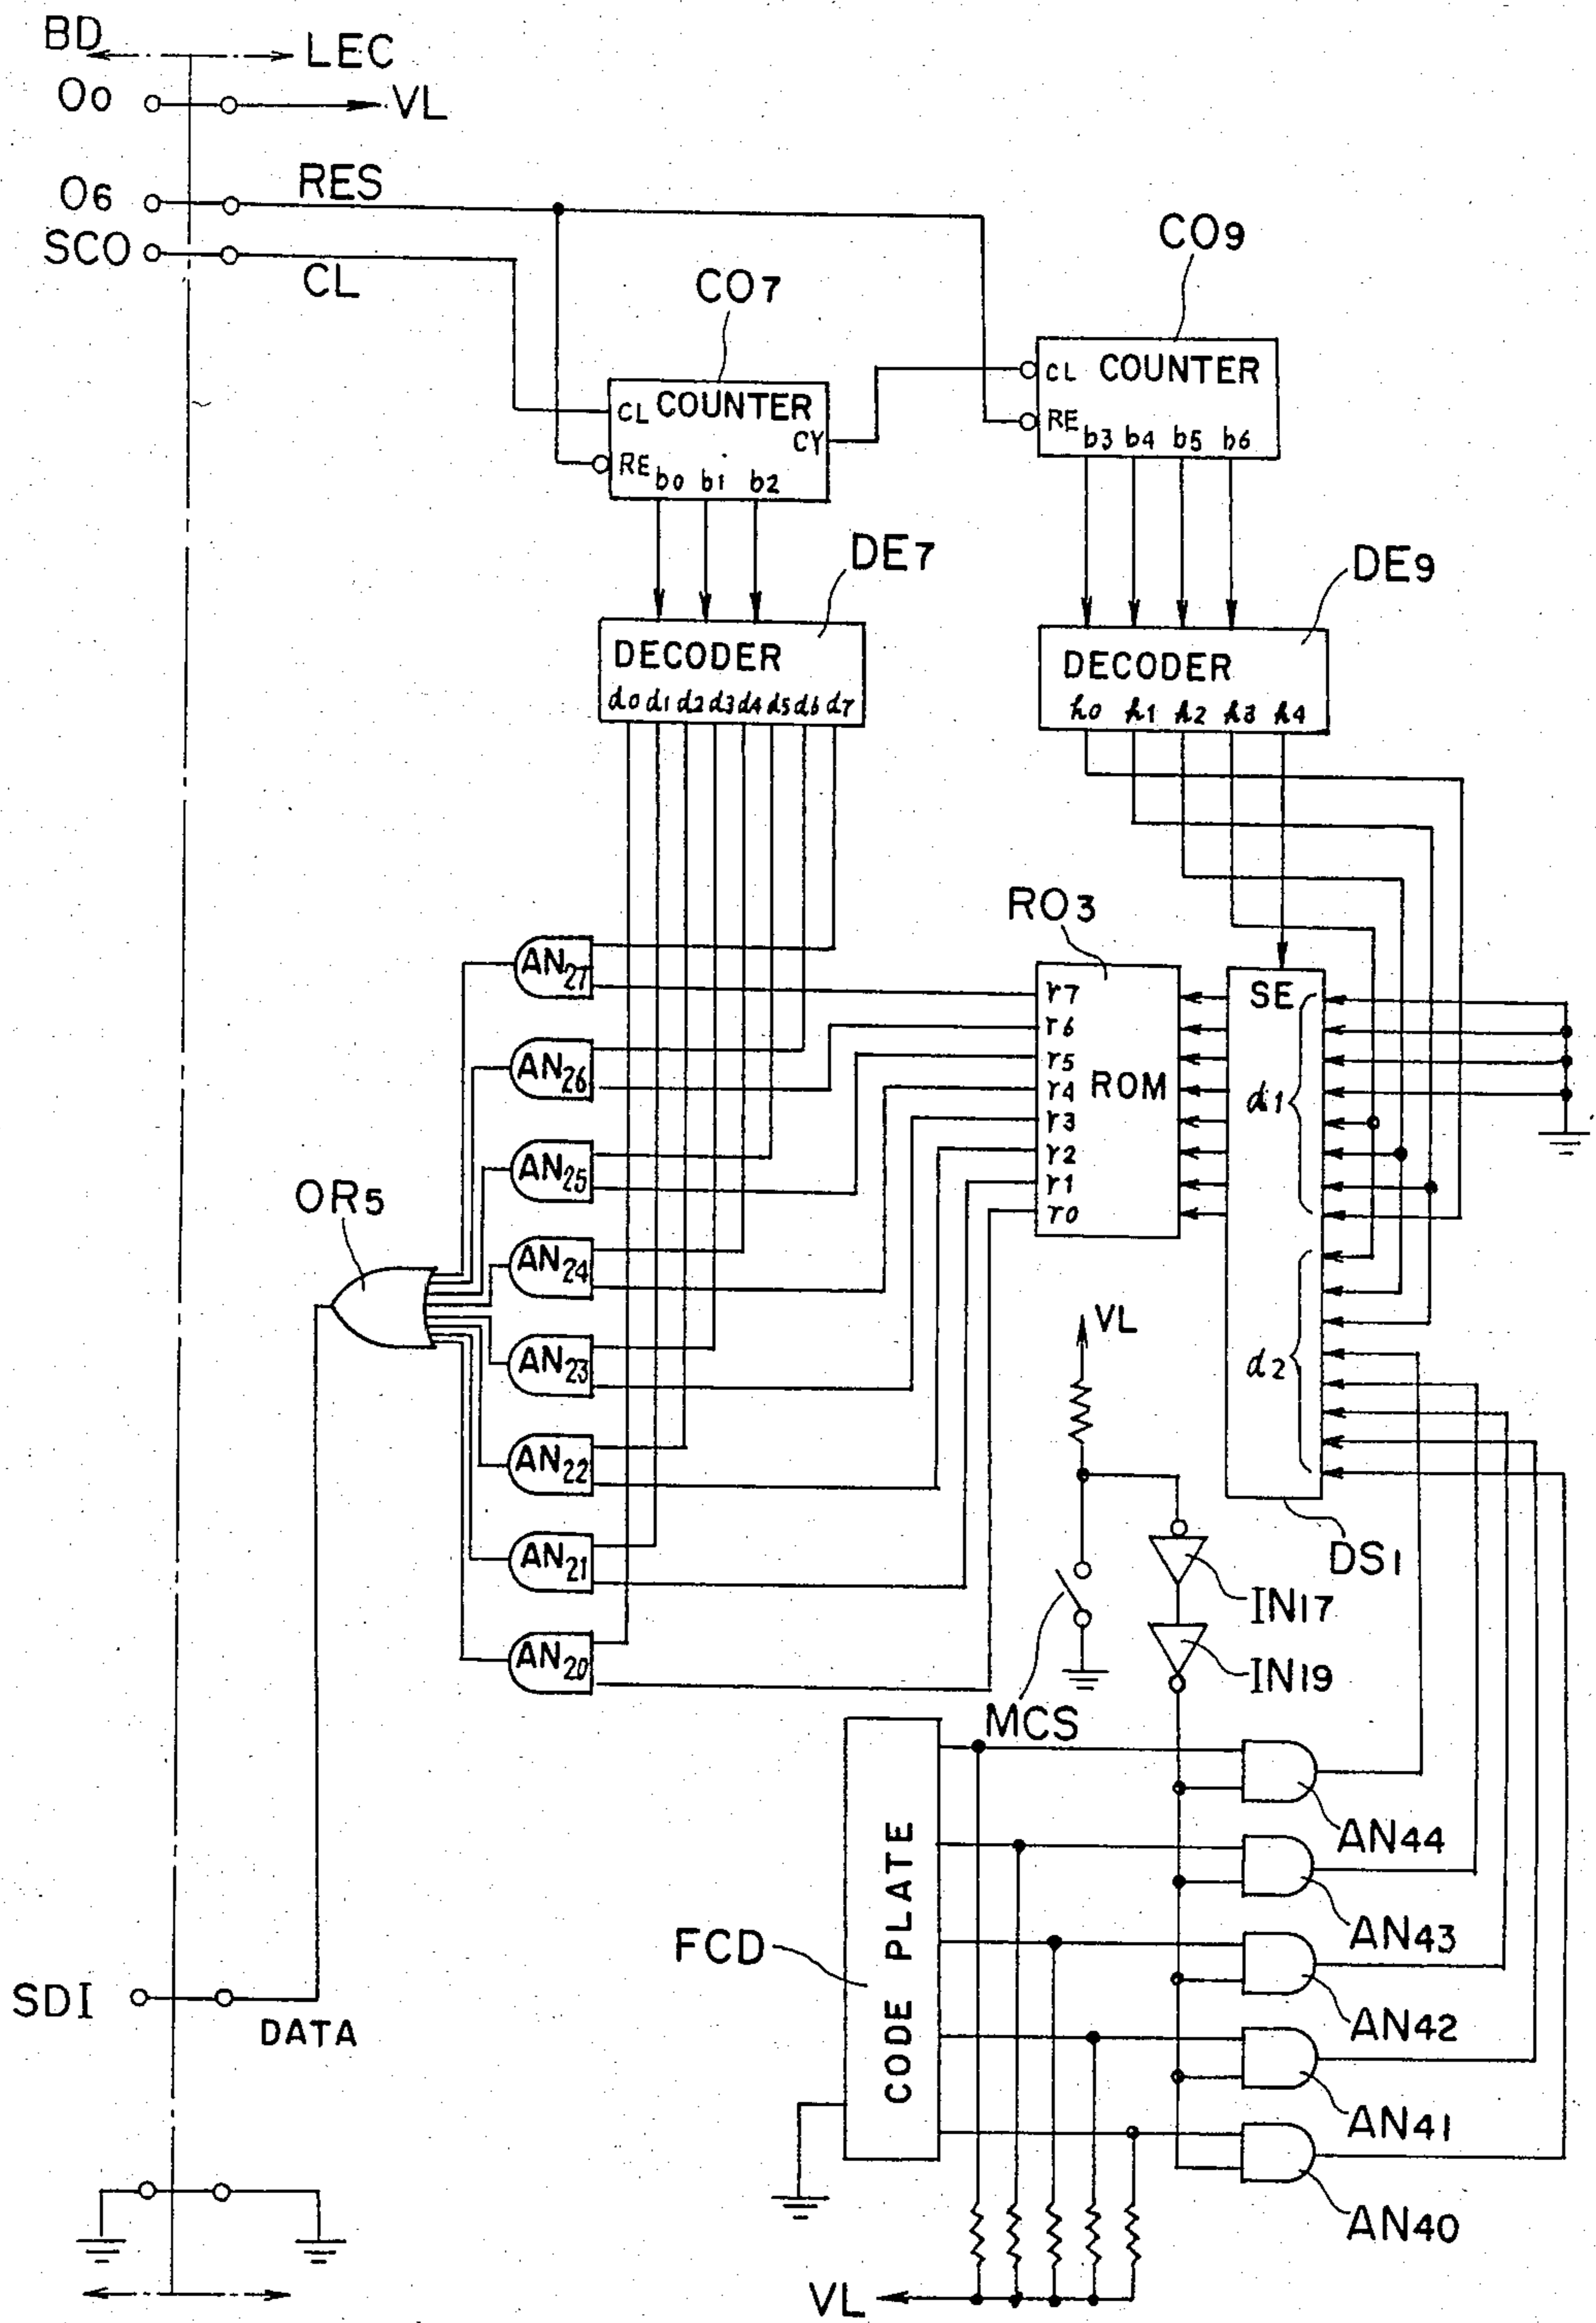 BD LEC
O0 VL
O6 RES
SCO CL
CO7
CO9
CL COUNTER
CY
RE b0 b1 b2
CL COUNTER
RE b3 b4 b5 b6
DE7
DE9
DECODER
d0 d1 d2 d3 d4 d5 d6 d7
DECODER
h0 h1 h2 h3 h4
RO3
AN27
AN26
AN25
AN24
AN23
AN22
AN21
AN20
OR5
r7
r6
r5
r4
r3
r2
r1
r0
ROM
SE
d1
d2
DS1
VL
IN17
IN19
MCS
CODE PLATE
FCD
AN44
AN43
AN42
AN41
AN40
SDI
DATA
VL